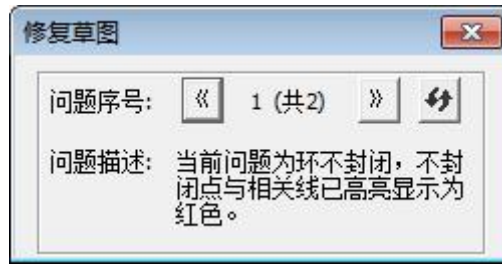 修复草图
问题序号: « 1 (共2) »
问题描述: 当前问题为环不封闭，不封
闭点与相关线已高亮显示为
红色。